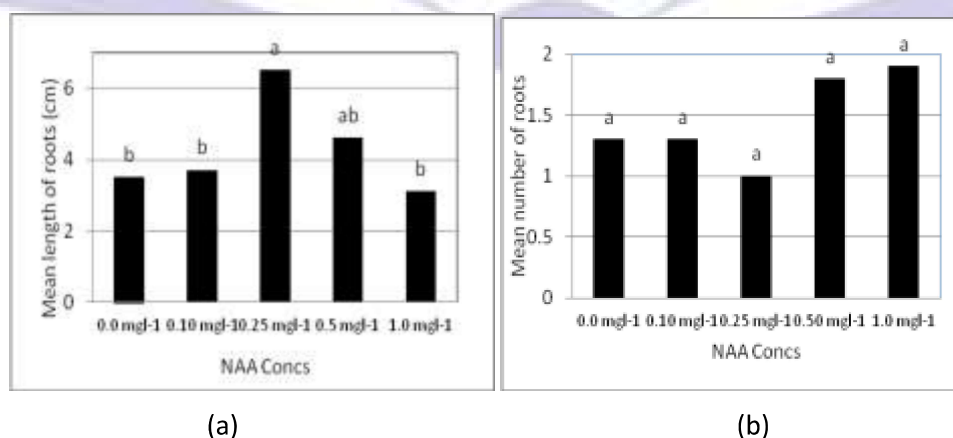 Mean length of roots (cm)
6
4
2
0
b
b
a
ab
b
0.0 mgl-1 0.10 mgl-1 0.25 mgl-1 0.5 mgl-1 1.0 mgl-1
NAA Concs
(a)
Mean number of roots
2
1.5
1
0.5
0
a
a
a
a
a
0.0 mgl-1 0.10 mgl-1 0.25 mgl-1 0.50 mgl-1 1.0 mgl-1
NAA Concs
(b)